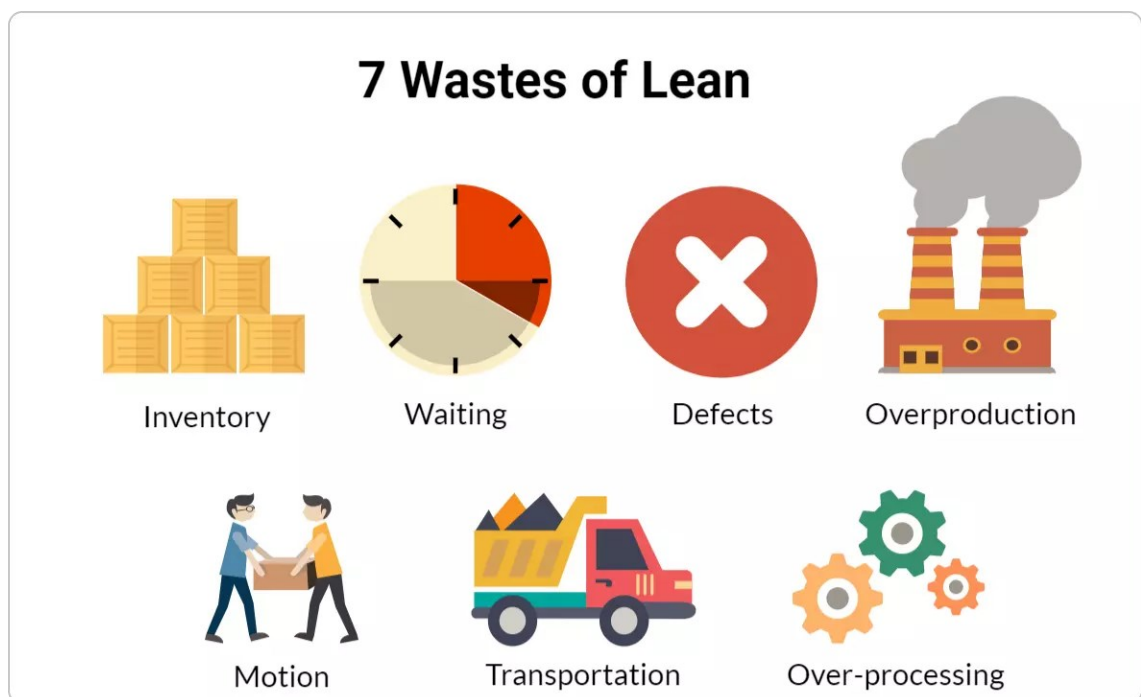 7 Wastes of Lean
Inventory
Waiting
Defects
Overproduction
Motion
Transportation
Over-processing